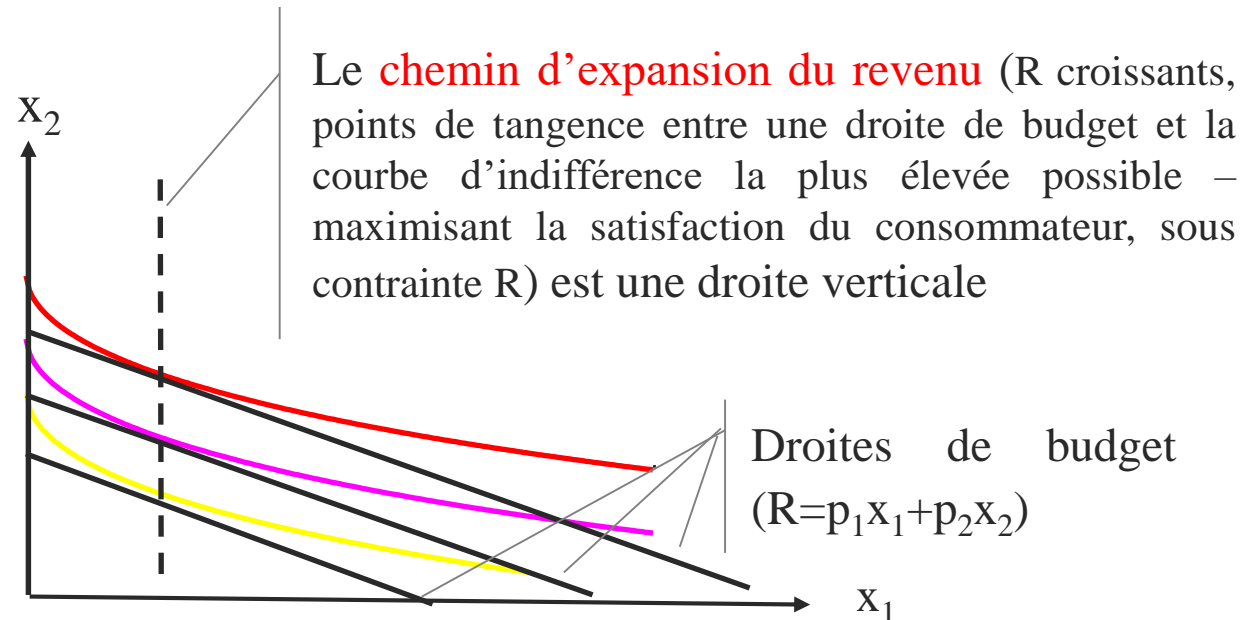 Le chemin d’expansion du revenu (R croissants,
points de tangence entre une droite de budget et la
courbe d’indifférence la plus élevée possible –
maximisant la satisfaction du consommateur, sous
contrainte R) est une droite verticale
x₂
Droites de budget
(R=p₁x₁+p₂x₂)
x₁